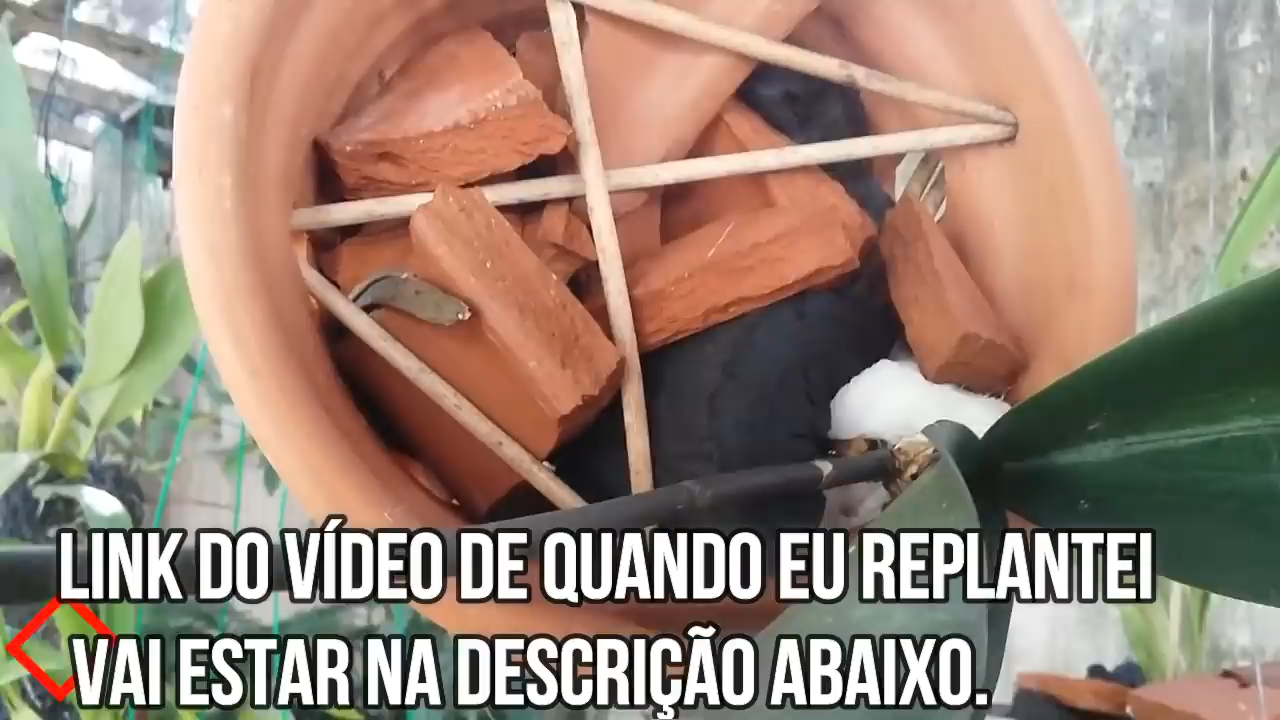 LINK DO VÍDEO DE QUANDO EU REPLANTEI
VAI ESTAR NA DESCRIÇÃO ABAIXO.